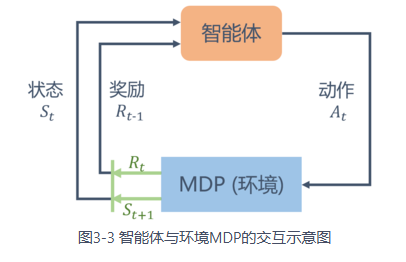 智能体
状态
S_t
奖励
R_{t-1}
动作
A_t
R_t
S_{t+1}
MDP (环境)
图3-3 智能体与环境MDP的交互示意图